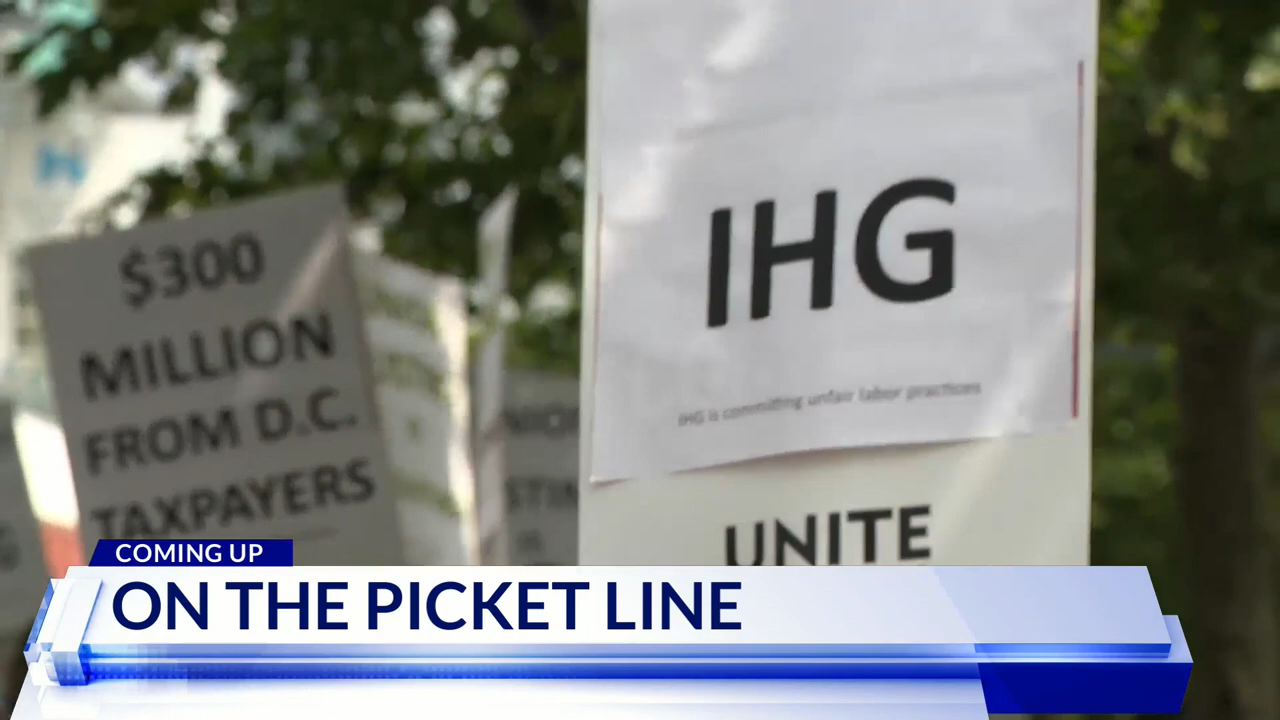 $300
MILLION
FROM D.C.
TAXPAYERS
IHG
IHG is committing unfair labor practices
UNITE
COMING UP
ON THE PICKET LINE